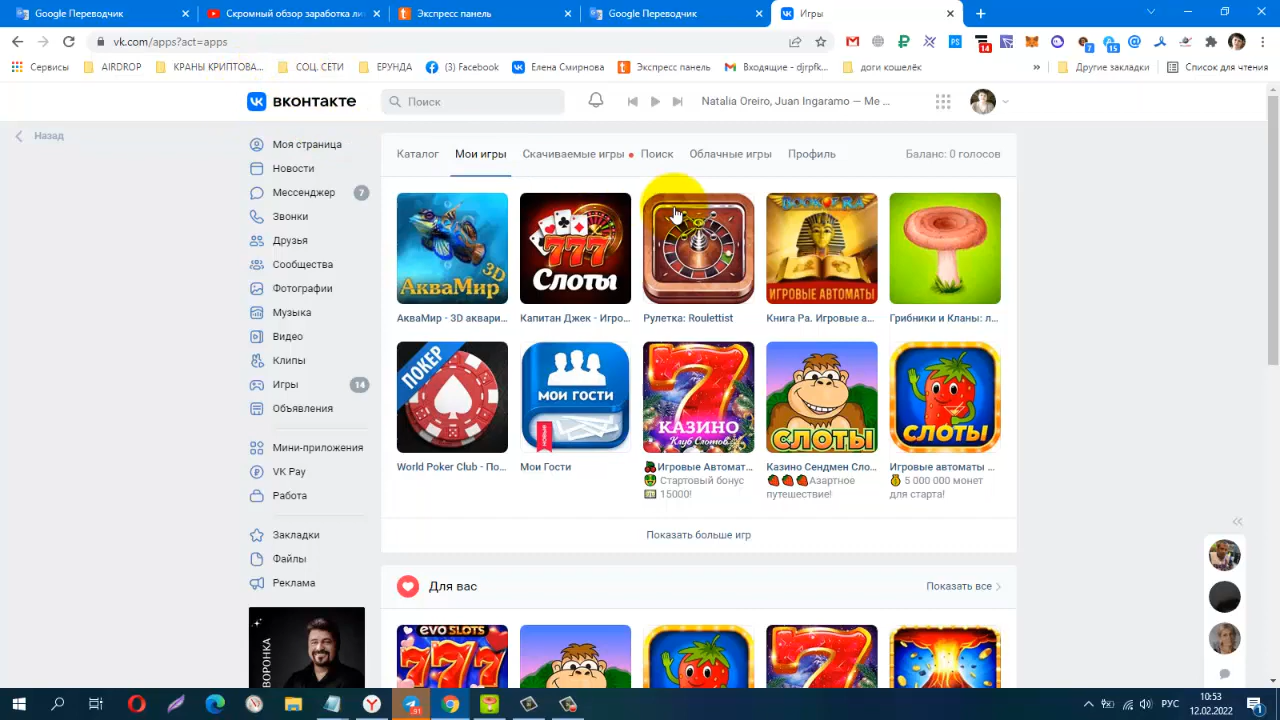 Google Переводчик
Скромный обзор заработка ли
Экспресс панель
Google Переводчик
Игры
vk.com/apps?act=apps
14
7
15
Сервисы
AIRDROP
КРАНЫ КРИПТОВА...
СОЦ. СЕТИ
ЕРУНДА
(3) Facebook
Елена Смирнова
Экспресс панель
Входящие - djrpfk...
доги кошелёк
»
Другие закладки
Список для чтения
вконтакте
Поиск
Natalia Oreiro, Juan Ingaramo — Me ...
Назад
Моя страница
Новости
Мессенджер 7
Звонки
Друзья
Сообщества
Фотографии
Музыка
Видео
Клипы
Игры 14
Объявления
Мини-приложения
VK Pay
Работа
Закладки
Файлы
Реклама
ВОРОНКА
Каталог
Мои игры
Скачиваемые игры
Поиск
Облачные игры
Профиль
Баланс: 0 голосов
3D
АкваМир
777
Слоты
ИГРОВЫЕ АВТОМАТЫ
АкваМир - 3D аквари...
Капитан Джек - Игро...
Рулетка: Roulettist
Книга Ра. Игровые а...
Грибники и Кланы: л...
ПОКЕР
МОИ ГОСТИ
7
КАЗИНО
Клуб Слотов
СЛОТЫ
СЛОТЫ
World Poker Club - По...
Мои Гости
Игровые Автомат...
Стартовый бонус
15000!
Казино Сендмен Сло...
Азартное
путешествие!
Игровые автоматы ...
5 000 000 монет
для старта!
Показать больше игр
Для вас
Показать все
EVO SLOTS
777
7
91
РУС
10:53
12.02.2022
1